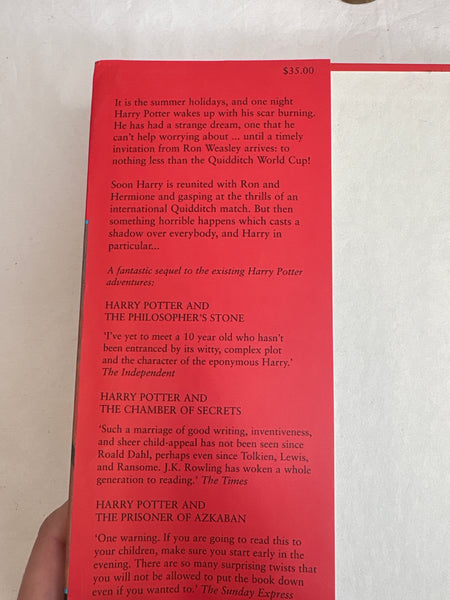 $35.00
It is the summer holidays, and one night
Harry Potter wakes up with his scar burning.
He has had a strange dream, one that he
can't help worrying about ... until a timely
invitation from Ron Weasley arrives: to
nothing less than the Quidditch World Cup!
Soon Harry is reunited with Ron and
Hermione and gasping at the thrills of an
international Quidditch match. But then
something horrible happens which casts a
shadow over everybody, and Harry in
particular...
A fantastic sequel to the existing Harry Potter
adventures:
HARRY POTTER AND
THE PHILOSOPHER'S STONE
'I've yet to meet a 10 year old who hasn't
been entranced by its witty, complex plot
and the character of the eponymous Harry.'
The Independent
HARRY POTTER AND
THE CHAMBER OF SECRETS
'Such a marriage of good writing, inventiveness,
and sheer child-appeal has not been seen since
Roald Dahl, perhaps even since Tolkien, Lewis,
and Ransome. J.K. Rowling has woken a whole
generation to reading.' The Times
HARRY POTTER AND
THE PRISONER OF AZKABAN
'One warning. If you are going to read this to
your children, make sure you start early in the
evening. There are so many surprising twists that
you will not be allowed to put the book down
even if you wanted to.' The Sunday Express